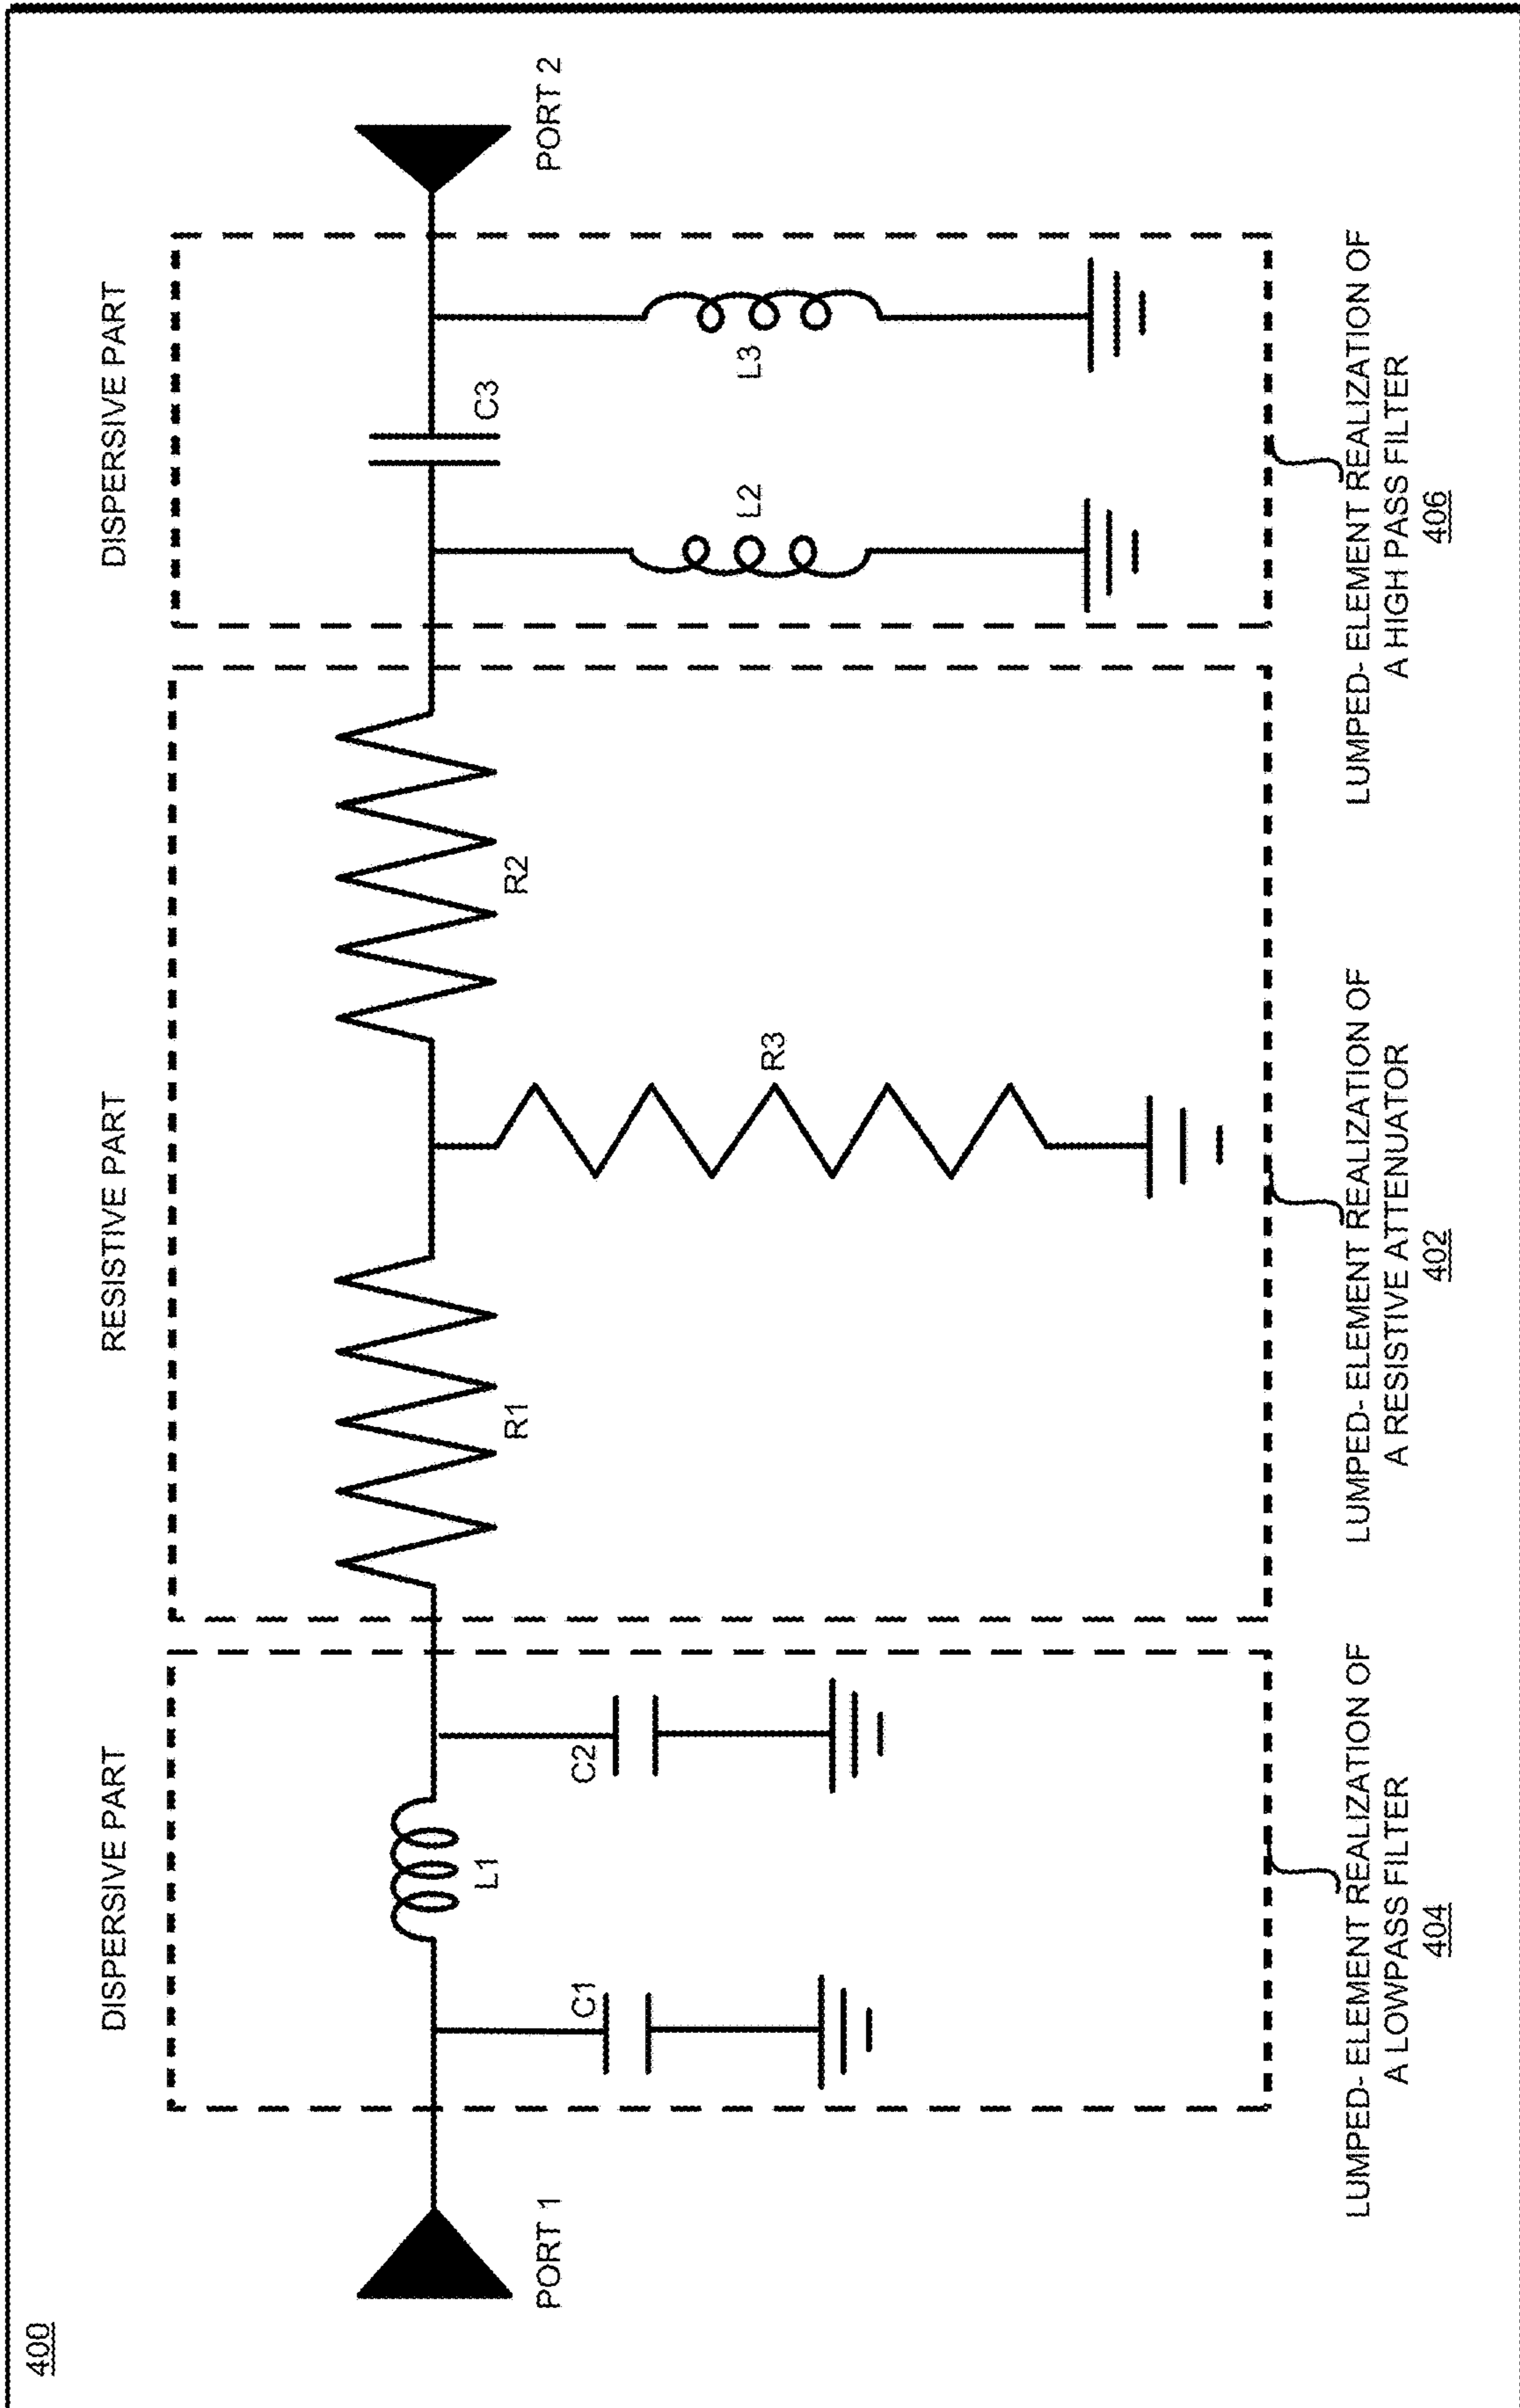 400
DISPERSIVE PART
RESISTIVE PART
DISPERSIVE PART
PORT 1
C1
L1
C2
R1
R3
R2
L2
C3
L3
PORT 2
LUMPED- ELEMENT REALIZATION OF
A LOWPASS FILTER
404
LUMPED- ELEMENT REALIZATION OF
A RESISTIVE ATTENUATOR
402
LUMPED- ELEMENT REALIZATION OF
A HIGH PASS FILTER
406